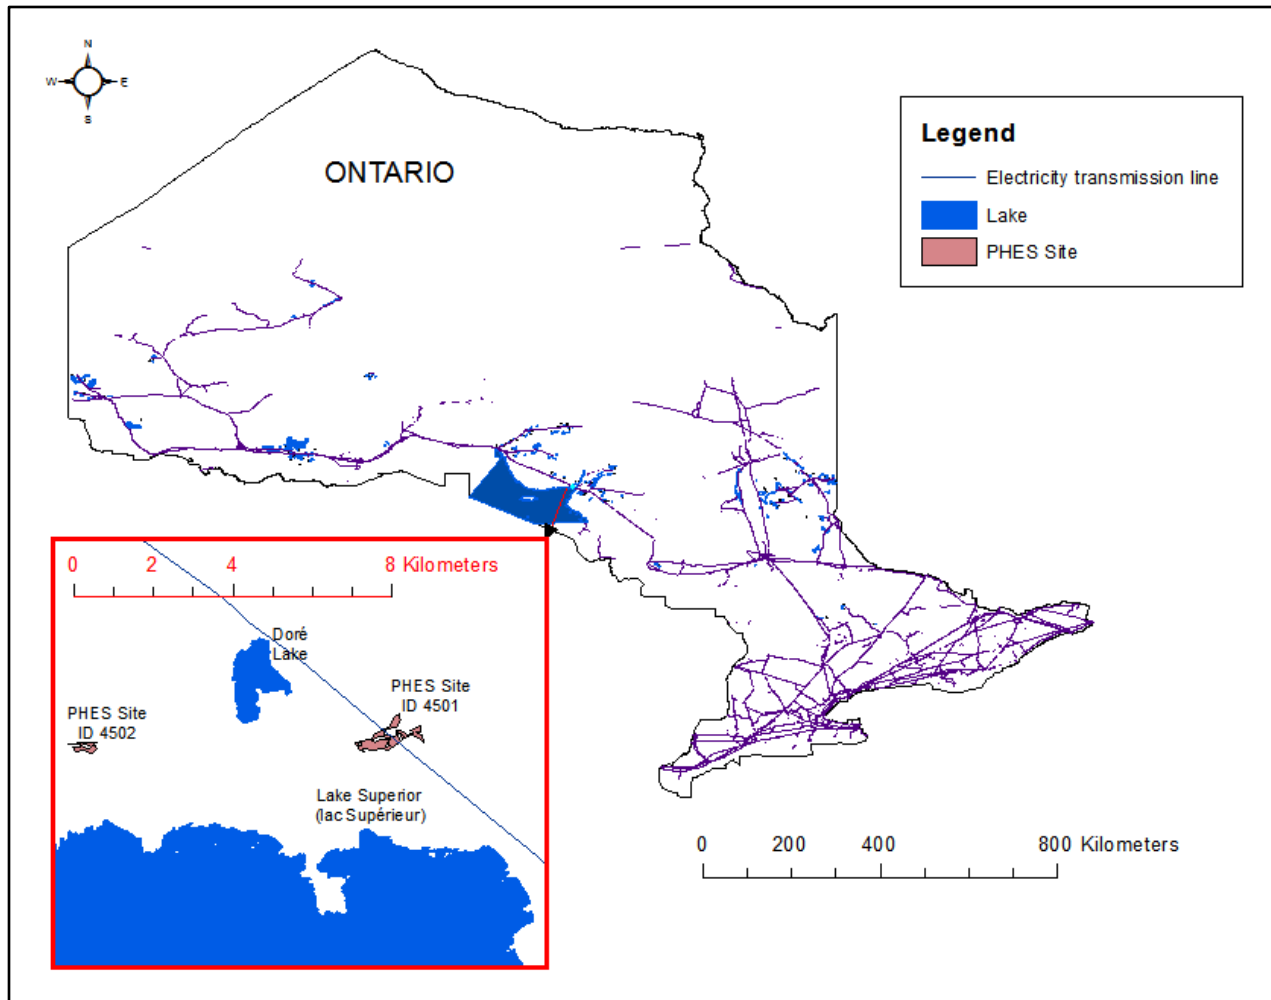 N
W E
S
ONTARIO
Legend
Electricity transmission line
Lake
PHES Site
0 2 4 8 Kilometers
Doré
Lake
PHES Site
ID 4501
PHES Site
ID 4502
Lake Superior
(lac Supérieur)
0 200 400 800 Kilometers